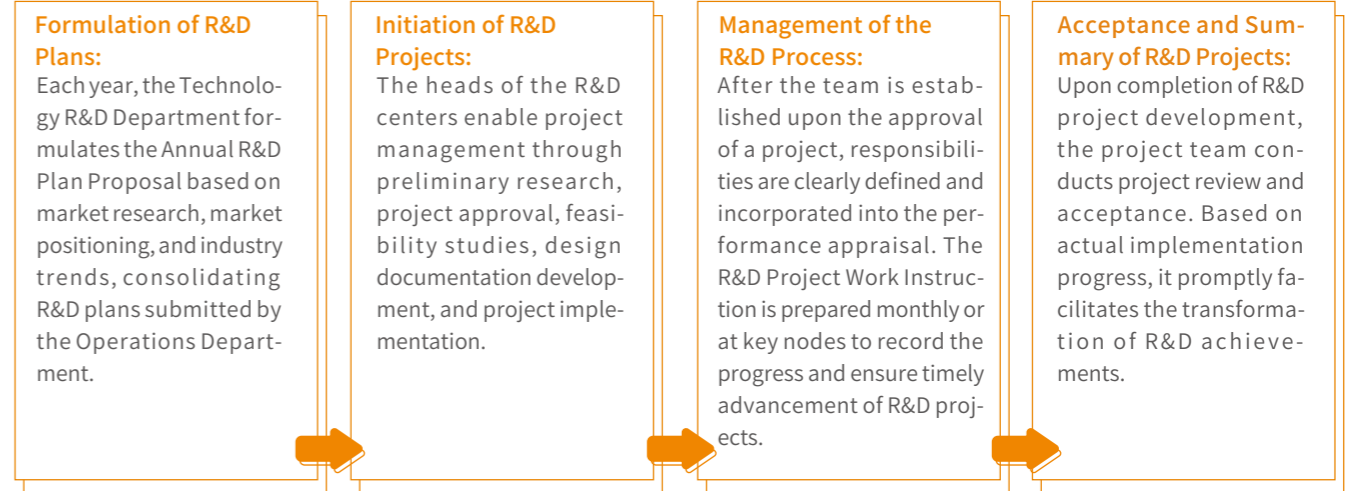 Formulation of R&D
Plans:
Each year, the Technolo-
gy R&D Department for-
mulates the Annual R&D
Plan Proposal based on
market research, market
positioning, and industry
trends, consolidating
R&D plans submitted by
the Operations Depart-
ment.
Initiation of R&D
Projects:
The heads of the R&D
centers enable project
management through
preliminary research,
project approval, feasi-
bility studies, design
documentation develop-
ment, and project imple-
mentation.
Management of the
R&D Process:
After the team is estab-
lished upon the approval
of a project, responsibili-
ties are clearly defined and
incorporated into the per-
formance appraisal. The
R&D Project Work Instruc-
tion is prepared monthly or
at key nodes to record the
progress and ensure timely
advancement of R&D proj-
ects.
Acceptance and Sum-
mary of R&D Projects:
Upon completion of R&D
project development,
the project team con-
ducts project review and
acceptance. Based on
actual implementation
progress, it promptly fa-
cilitates the transforma-
tion of R&D achieve-
ments.